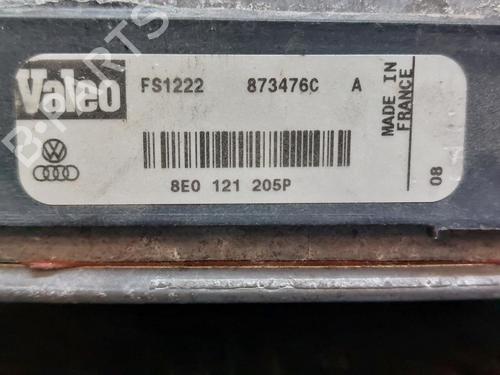 Valeo
FS1222 873476C A
8E0 121 205P
MADE IN
FRANCE
08
B-PARTS